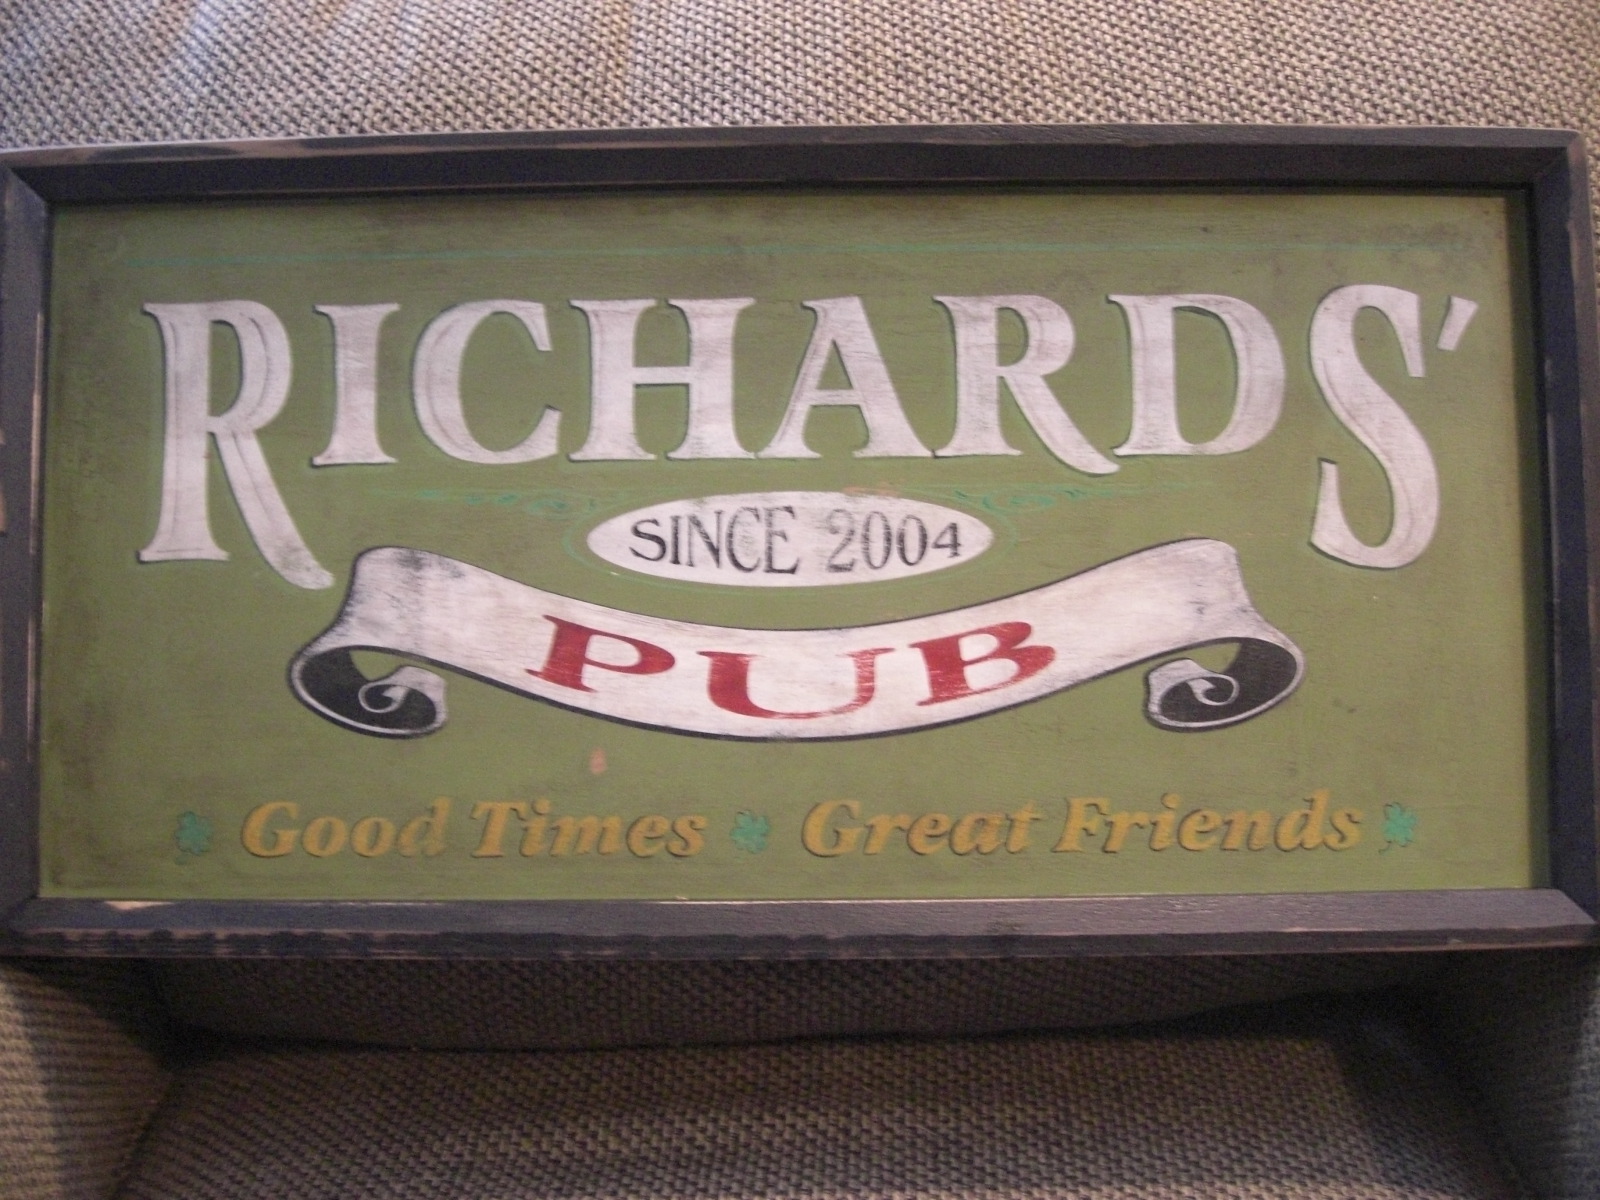 RICHARDS'
SINCE 2004
PUB
Good Times Great Friends